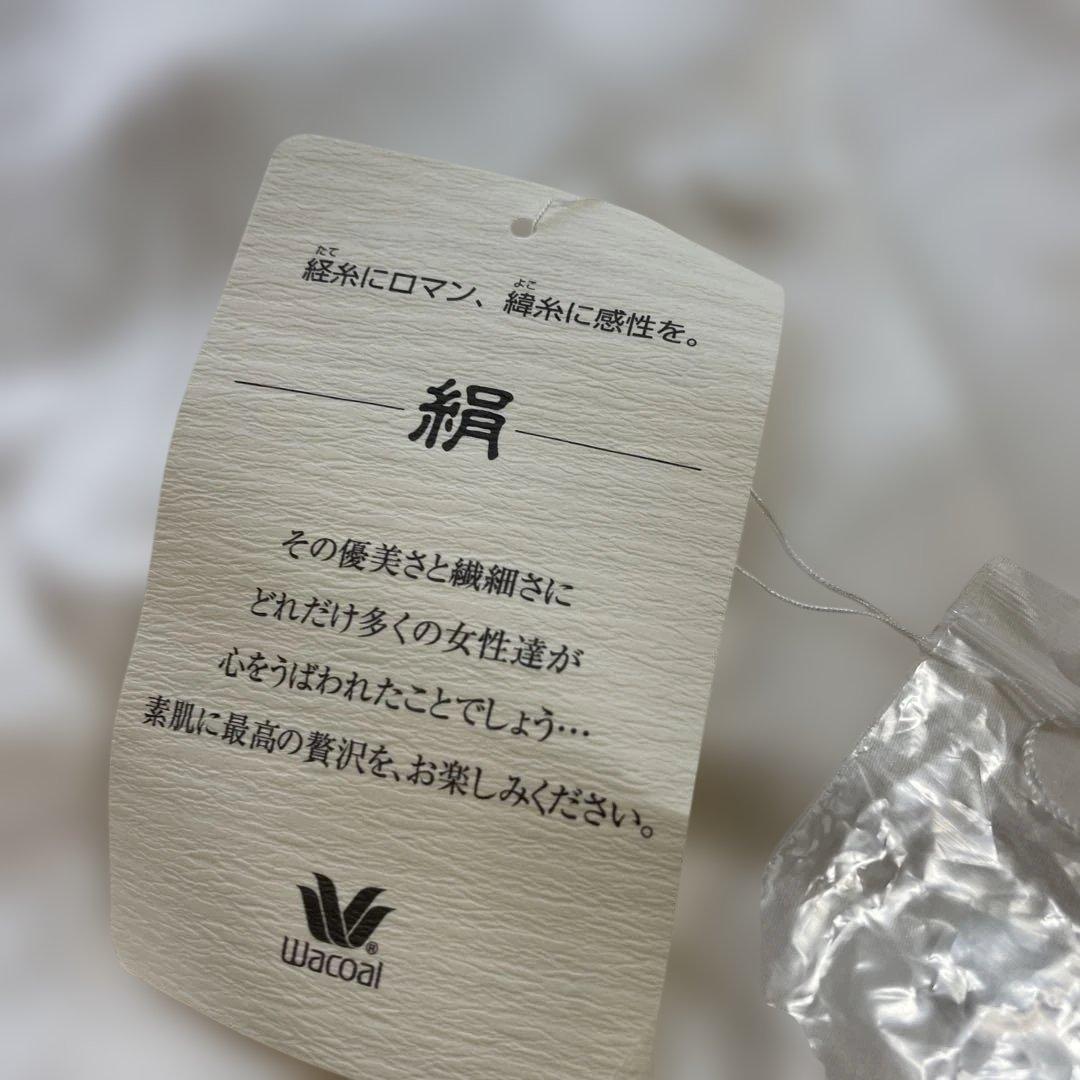 たて よこ
経糸にロマン、緯糸に感性を。
絹
その優美さと繊細さに
どれだけ多くの女性達が
心をうばわれたことでしょう…
素肌に最高の贅沢を、お楽しみください。
wacoal®